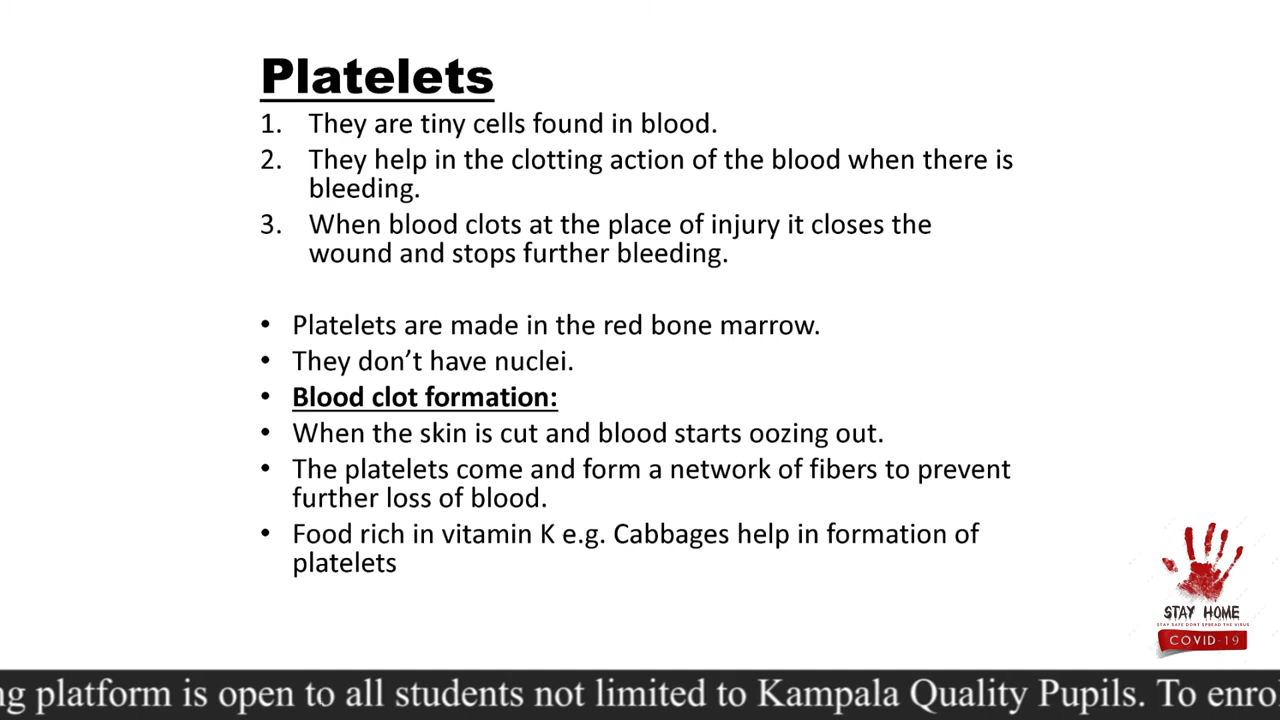 Platelets
1. They are tiny cells found in blood.
2. They help in the clotting action of the blood when there is
bleeding.
3. When blood clots at the place of injury it closes the
wound and stops further bleeding.
• Platelets are made in the red bone marrow.
• They don’t have nuclei.
• Blood clot formation:
• When the skin is cut and blood starts oozing out.
• The platelets come and form a network of fibers to prevent
further loss of blood.
• Food rich in vitamin K e.g. Cabbages help in formation of
platelets
STAY HOME
STAY SAFE DONT SPREAD THE VIRUS
COVID-19
ng platform is open to all students not limited to Kampala Quality Pupils. To enro